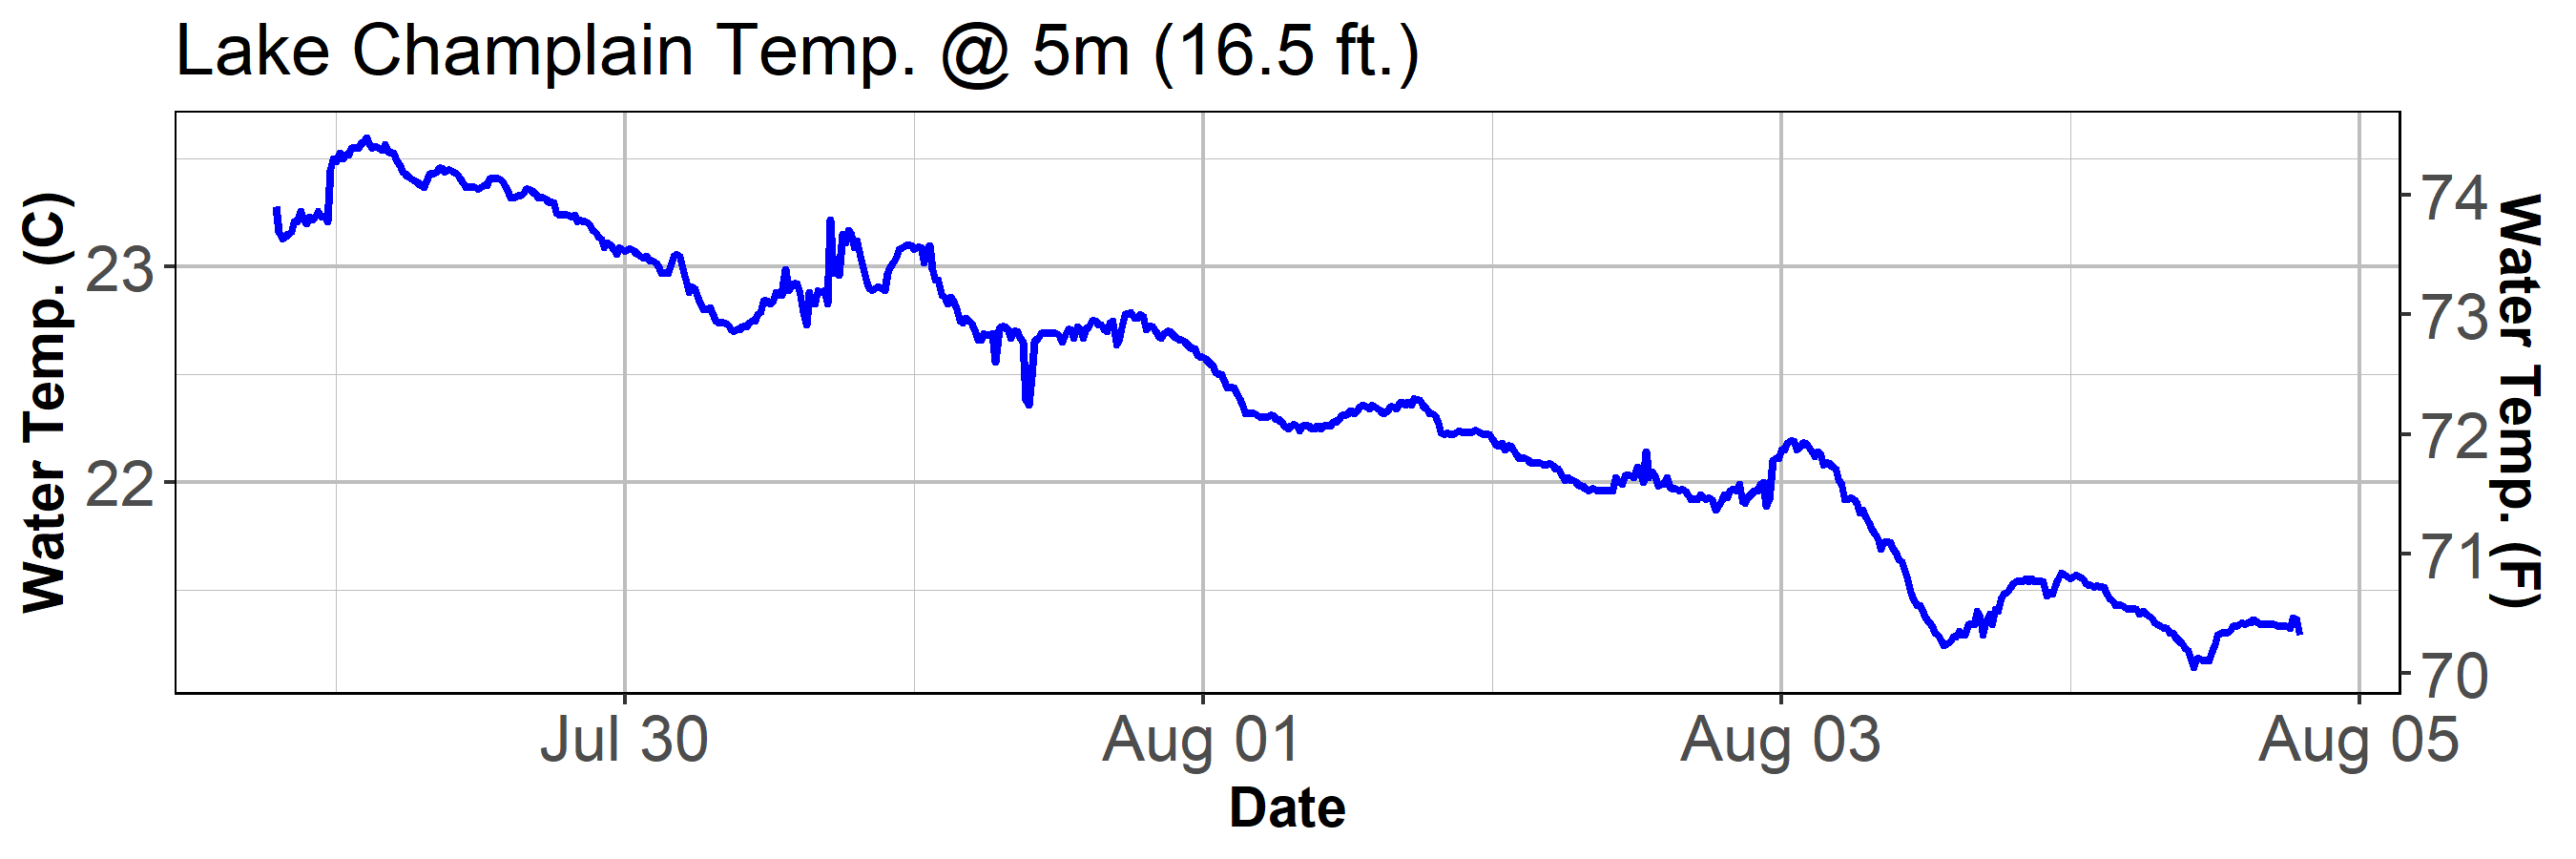 Lake Champlain Temp. @ 5m (16.5 ft.)
Water Temp. (C)
23
22
74
73
72
71
70
Water Temp. (F)
Jul 30
Aug 01
Aug 03
Aug 05
Date